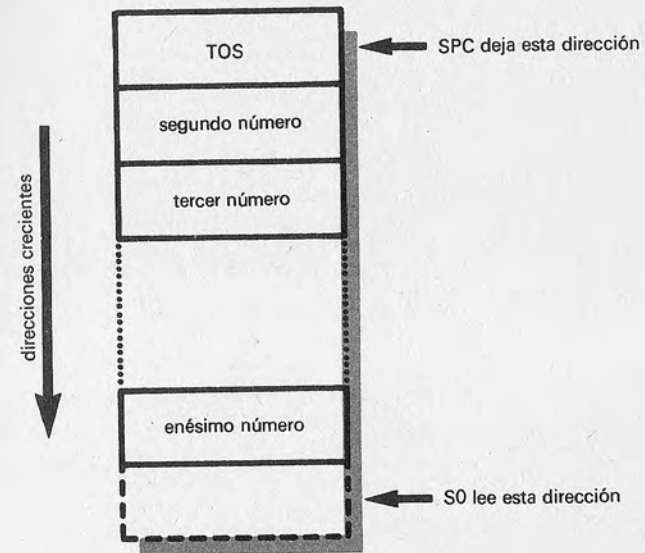 TOS
SPC deja esta dirección
segundo número
tercer número
direcciones crecientes
enésimo número
S0 lee esta dirección